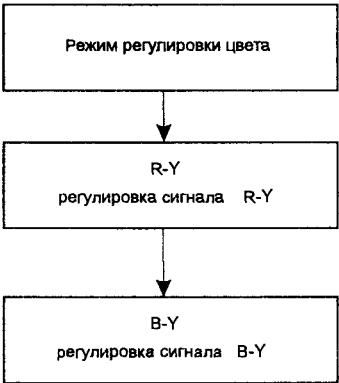 Режим регулировки цвета
R-Y
регулировка сигнала R-Y
B-Y
регулировка сигнала B-Y